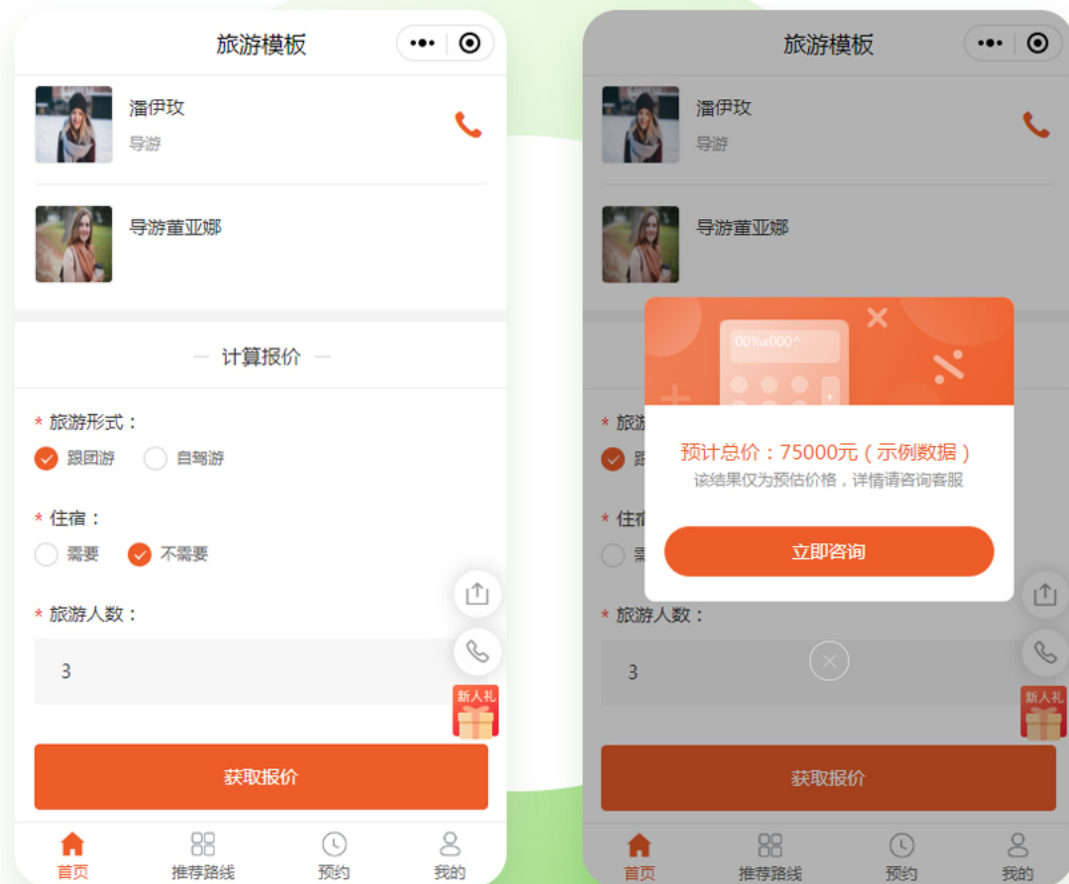 旅游模板
潘伊玫
导游
导游董亚娜
计算报价
* 旅游形式：
跟团游 自驾游
* 住宿：
需要 不需要
* 旅游人数：
3
新人礼
获取报价
首页 推荐路线 预约 我的
旅游模板
潘伊玫
导游
导游董亚娜
00%x000^
预计总价：75000元（示例数据）
该结果仅为预估价格，详情请咨询客服
立即咨询
* 旅游
* 住宿
* 旅游人数：
3
新人礼
获取报价
首页 推荐路线 预约 我的